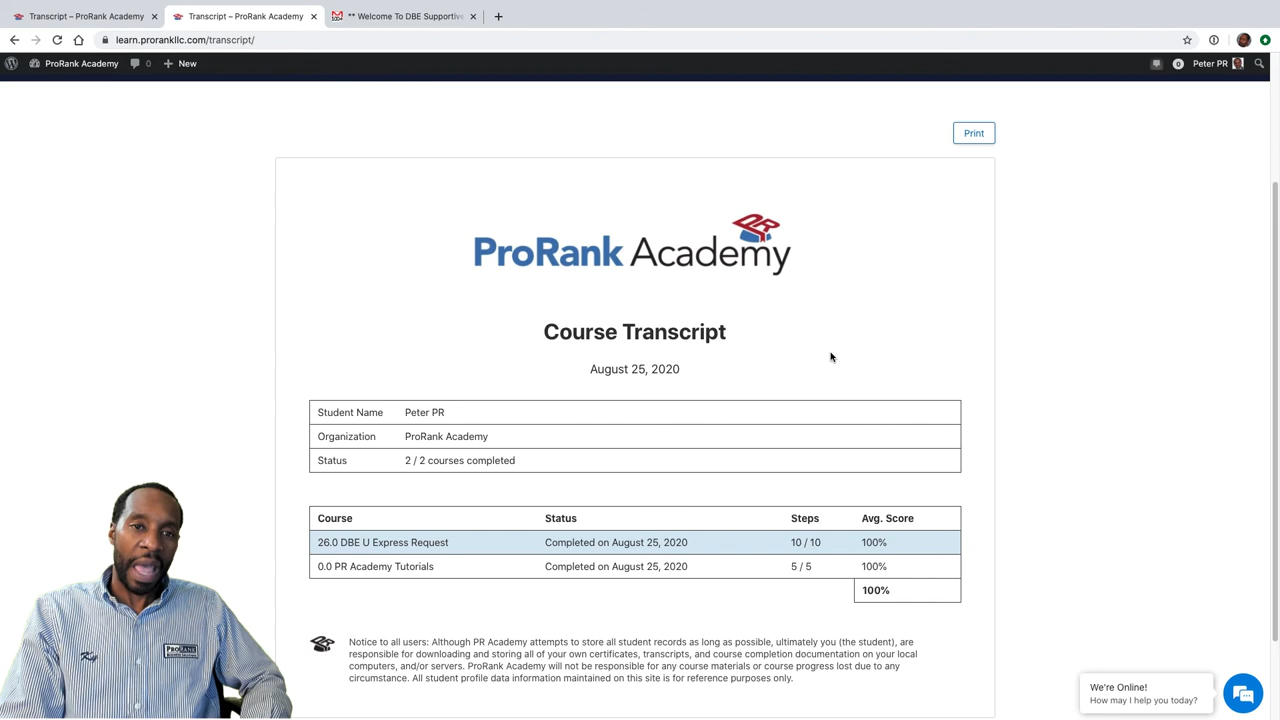 Transcript – ProRank Academy
Transcript – ProRank Academy
** Welcome To DBE Supportive
learn.prorankllc.com/transcript/
ProRank Academy 0 New
0 Peter PR
Print
PR
ProRank Academy
Course Transcript
August 25, 2020
Student Name Peter PR
Organization ProRank Academy
Status 2 / 2 courses completed
Course Status Steps Avg. Score
26.0 DBE U Express Request Completed on August 25, 2020 10 / 10 100%
0.0 PR Academy Tutorials Completed on August 25, 2020 5 / 5 100%
100%
Notice to all users: Although PR Academy attempts to store all student records as long as possible, ultimately you (the student), are
responsible for downloading and storing all of your own certificates, transcripts, and course completion documentation on your local
computers, and/or servers. ProRank Academy will not be responsible for any course materials or course progress lost due to any
circumstance. All student profile data information maintained on this site is for reference purposes only.
We're Online!
How may I help you today?
ProRank